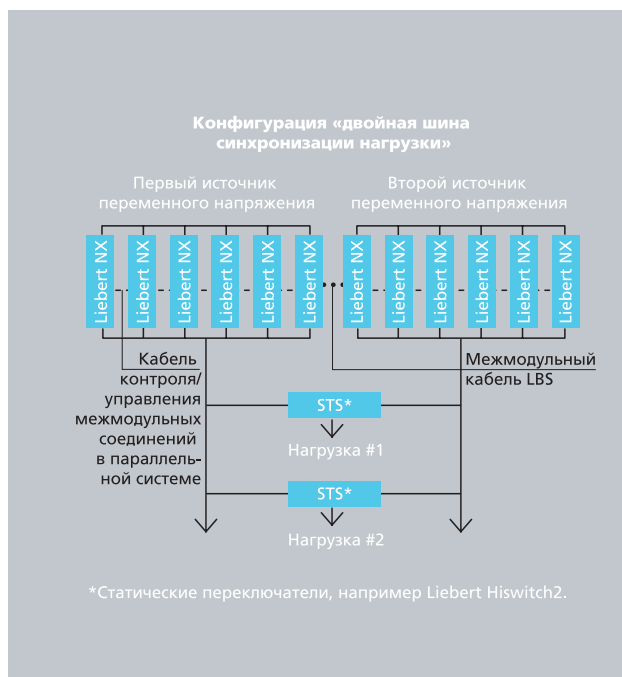 Конфигурация «двойная шина
синхронизации нагрузки»
Первый источник
переменного напряжения
Второй источник
переменного напряжения
Liebert NX
Liebert NX
Liebert NX
Liebert NX
Liebert NX
Liebert NX
Liebert NX
Liebert NX
Liebert NX
Liebert NX
Liebert NX
Liebert NX
Кабель
контроля/
управления
межмодульных
соединений
в параллель-
ной системе
Межмодульный
кабель LBS
STS*
Нагрузка #1
STS*
Нагрузка #2
*Статические переключатели, например Liebert Hiswitch2.